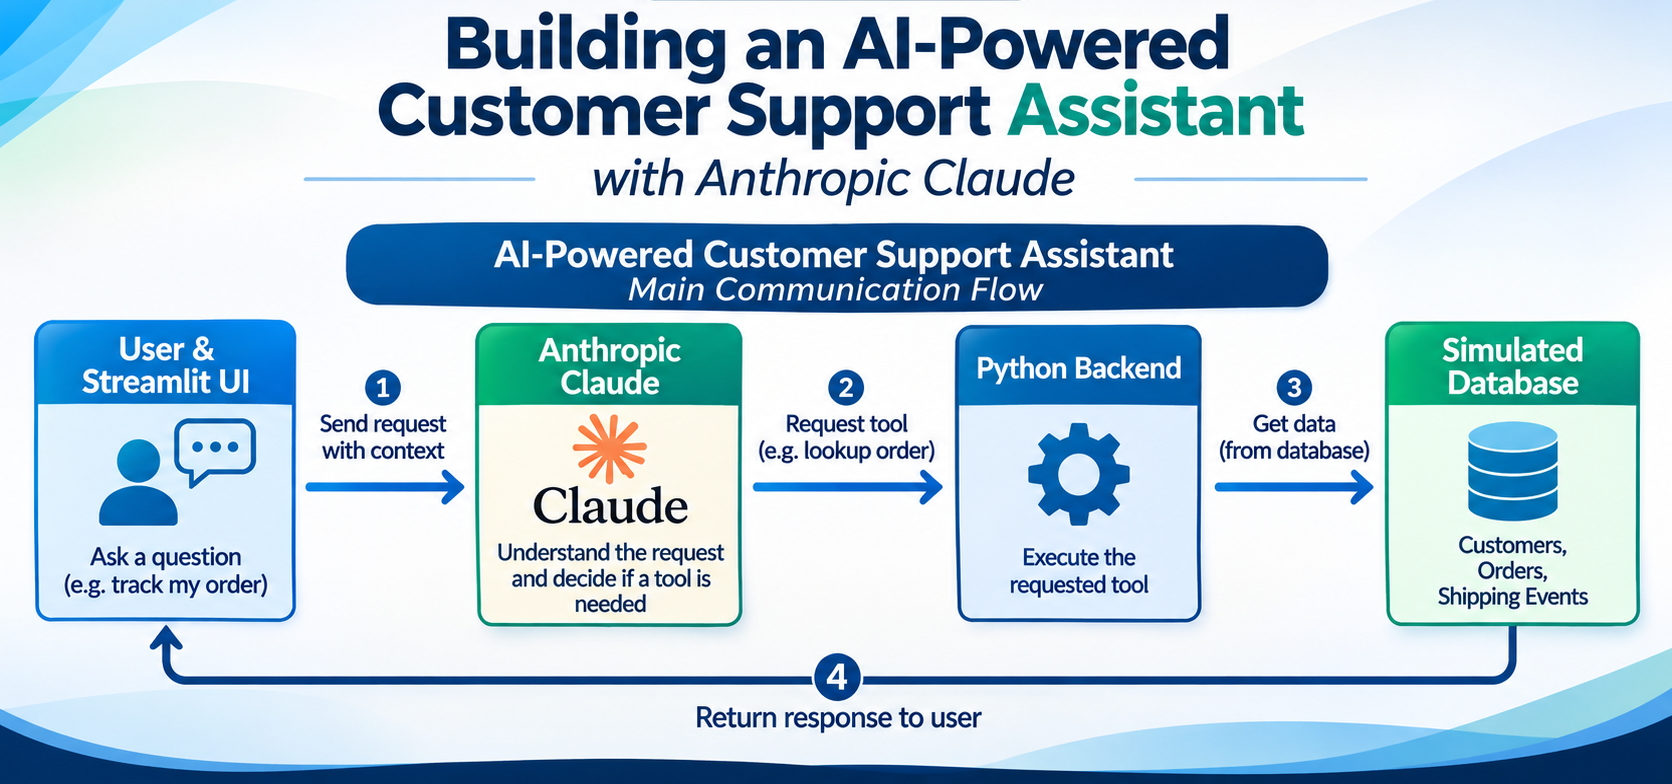 Building an AI-Powered
Customer Support Assistant
with Anthropic Claude
AI-Powered Customer Support Assistant
Main Communication Flow
User &
Streamlit UI
Ask a question
(e.g. track my order)
1
Send request
with context
Anthropic
Claude
Claude
Understand the request
and decide if a tool is
needed
2
Request tool
(e.g. lookup order)
Python Backend
Execute the
requested tool
3
Get data
(from database)
Simulated
Database
Customers,
Orders,
Shipping Events
4
Return response to user